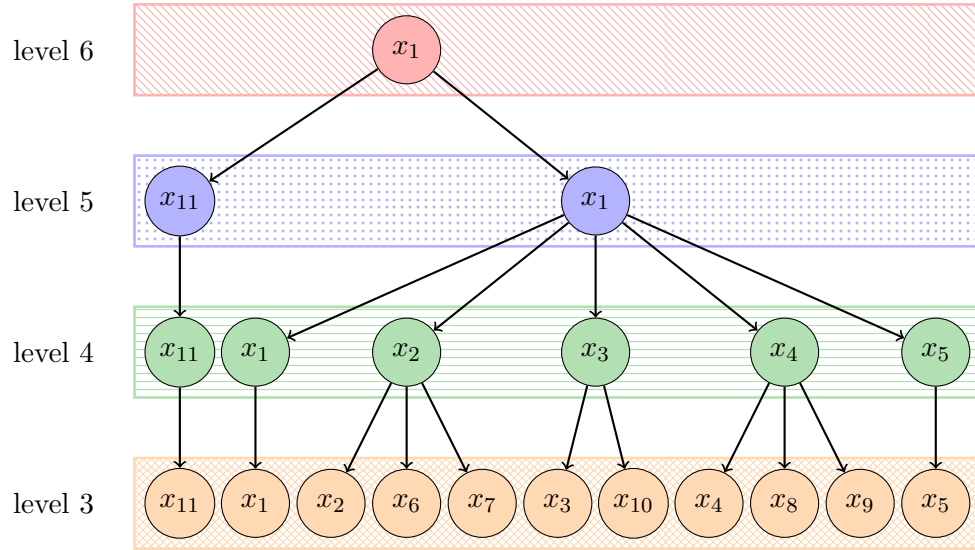 level 6 x₁
level 5 x₁₁ x₁
level 4 x₁₁ x₁ x₂ x₃ x₄ x₅
level 3 x₁₁ x₁ x₂ x₆ x₇ x₃ x₁₀ x₄ x₈ x₉ x₅